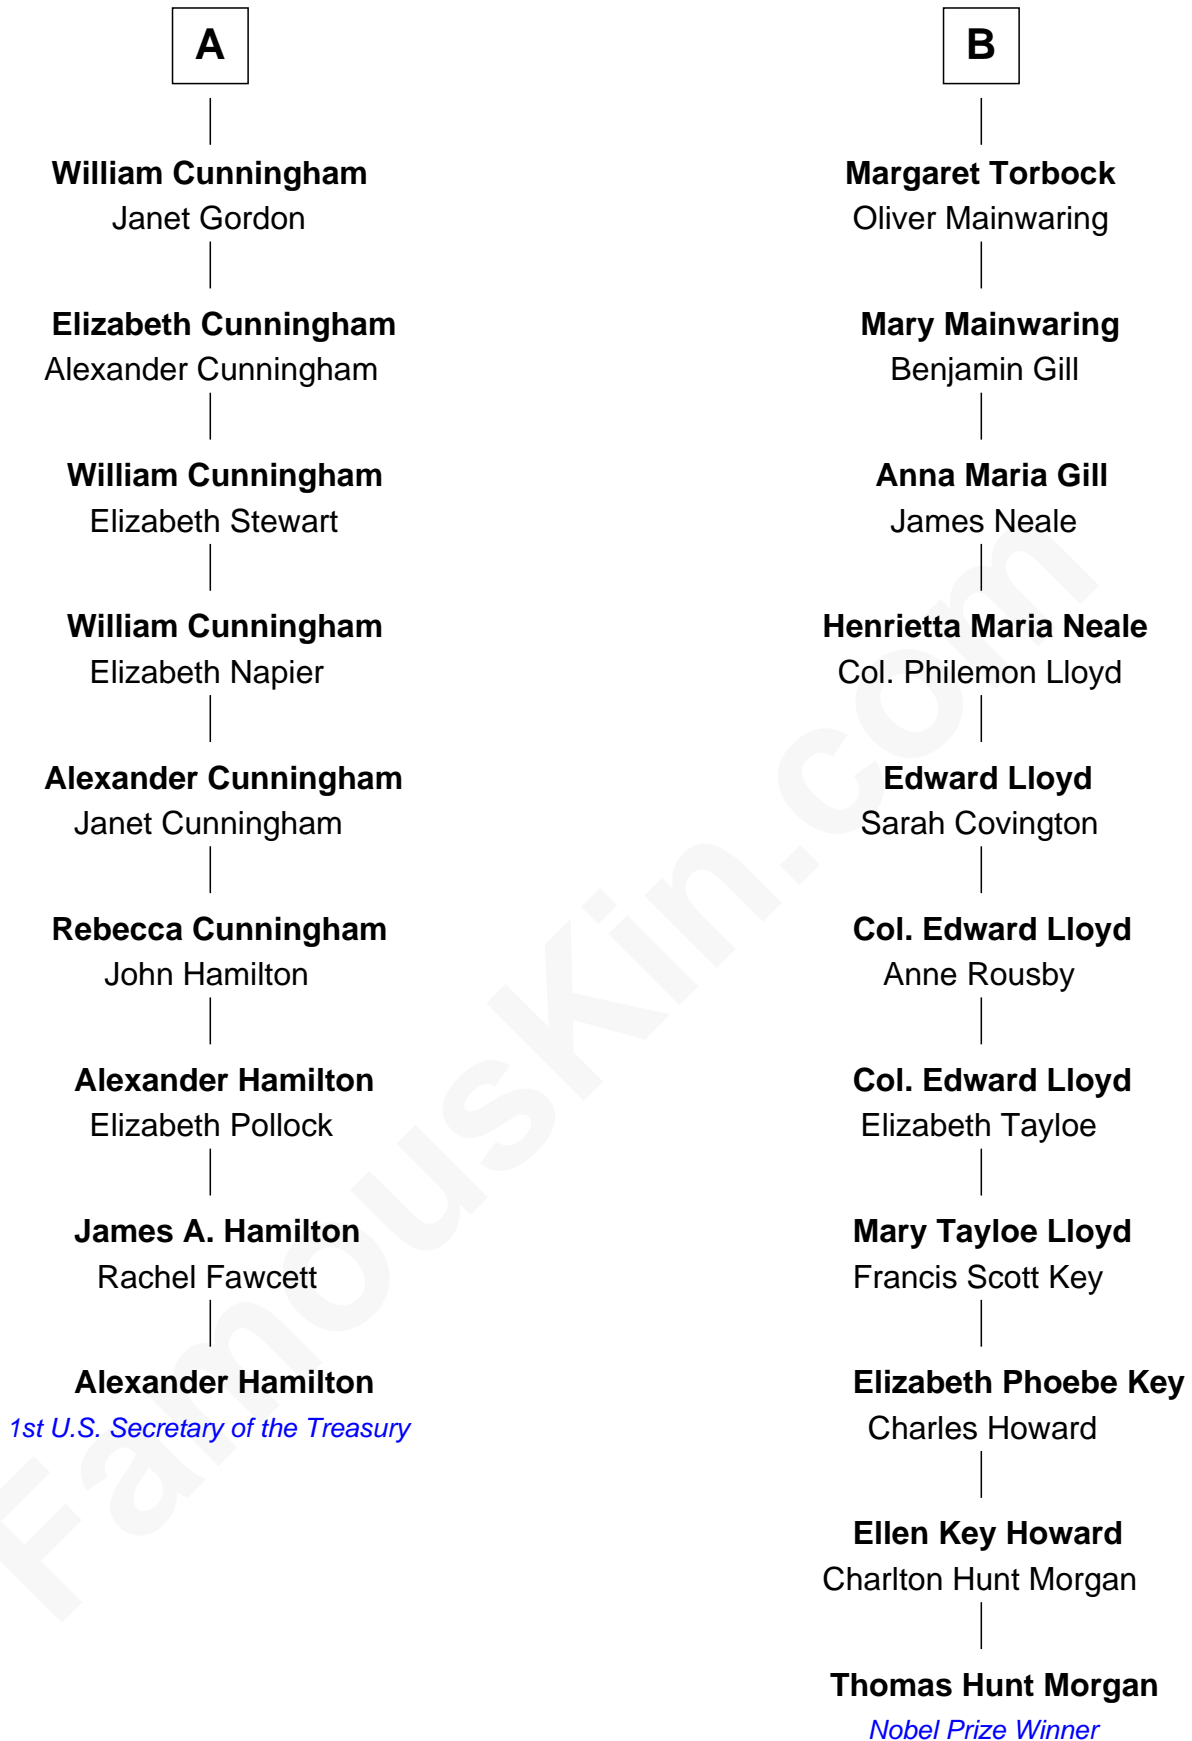 A
William Cunningham
Janet Gordon
Elizabeth Cunningham
Alexander Cunningham
William Cunningham
Elizabeth Stewart
William Cunningham
Elizabeth Napier
Alexander Cunningham
Janet Cunningham
Rebecca Cunningham
John Hamilton
Alexander Hamilton
Elizabeth Pollock
James A. Hamilton
Rachel Fawcett
Alexander Hamilton
1st U.S. Secretary of the Treasury
B
Margaret Torbock
Oliver Mainwaring
Mary Mainwaring
Benjamin Gill
Anna Maria Gill
James Neale
Henrietta Maria Neale
Col. Philemon Lloyd
Edward Lloyd
Sarah Covington
Col. Edward Lloyd
Anne Rousby
Col. Edward Lloyd
Elizabeth Tayloe
Mary Tayloe Lloyd
Francis Scott Key
Elizabeth Phoebe Key
Charles Howard
Ellen Key Howard
Charlton Hunt Morgan
Thomas Hunt Morgan
Nobel Prize Winner
FamousKin.com